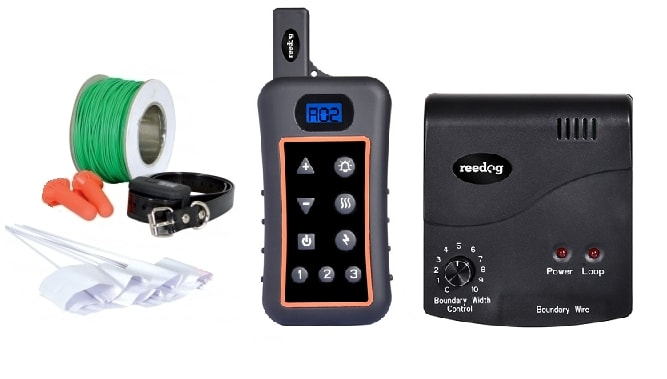 reedog
A02
+
-
1 2 3
reedog
0 1 2 3 4 5 6 7 8 9 10
T
Boundary Width
Control
Power Loop
Boundary Wire